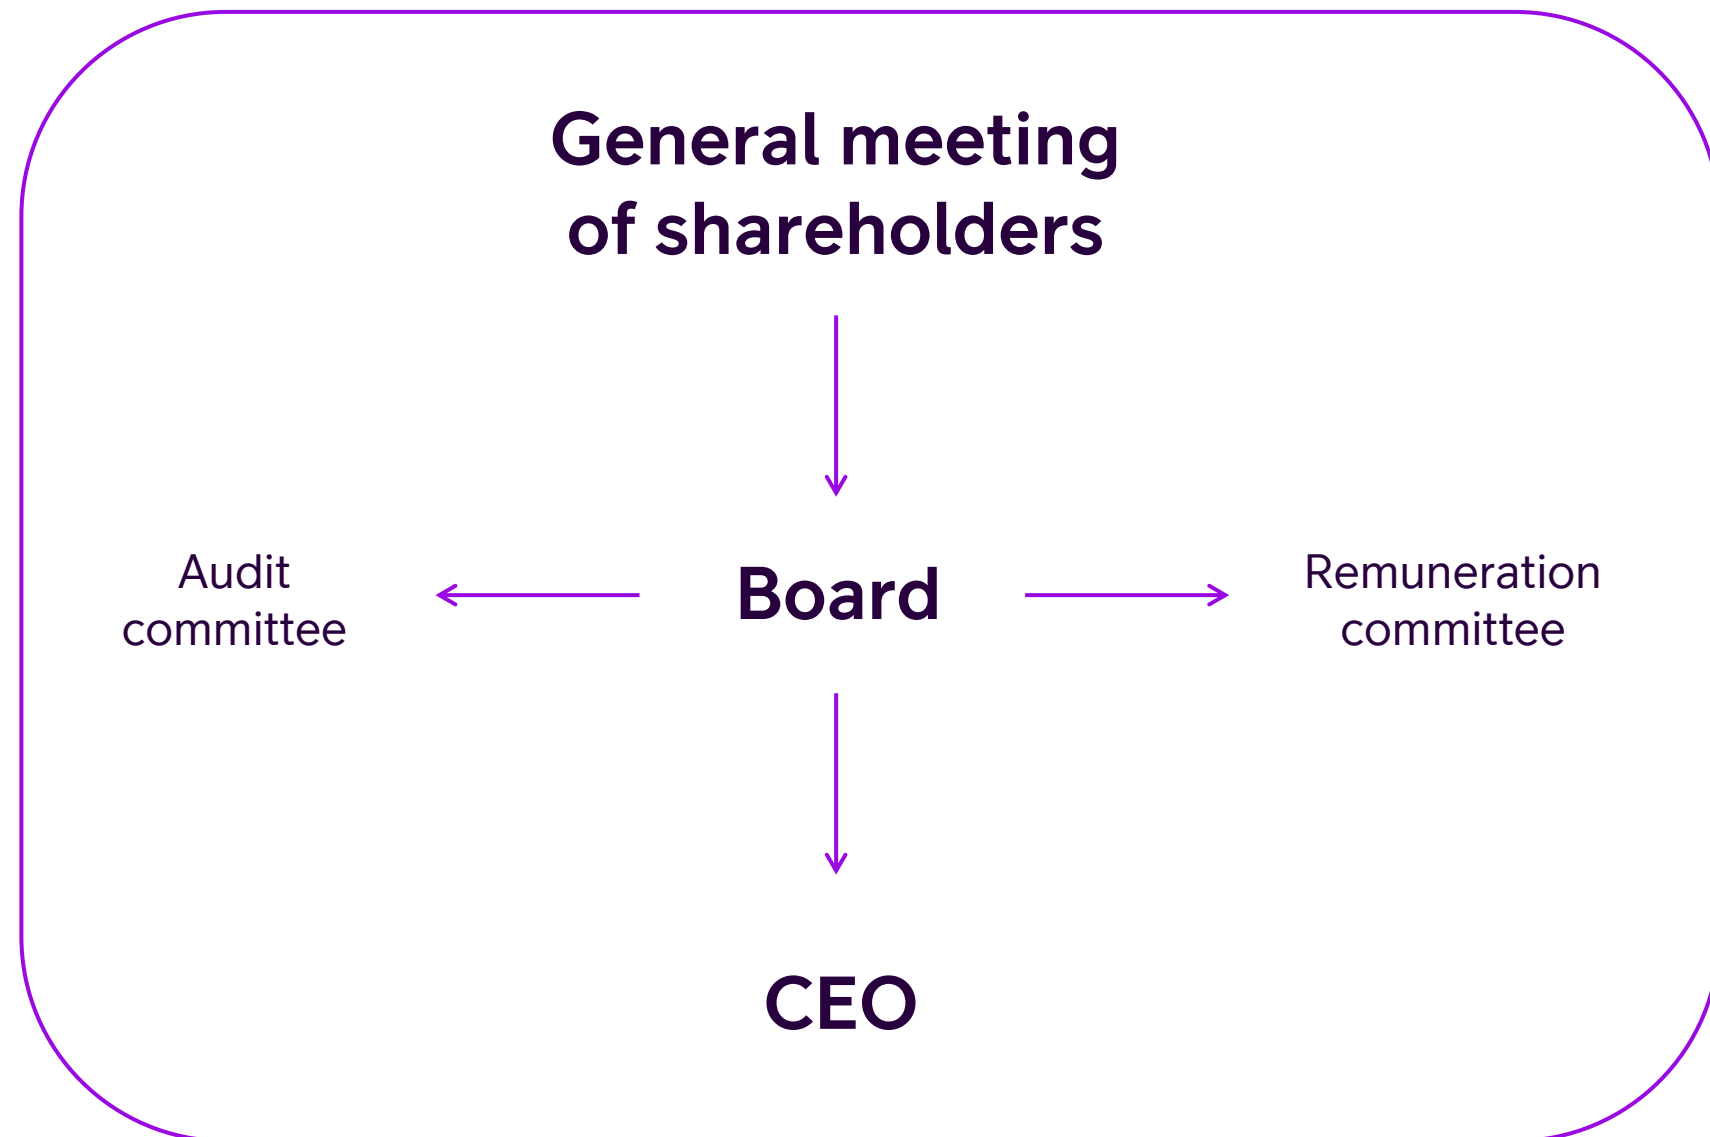 General meeting
of shareholders
Audit
committee
Board
Remuneration
committee
CEO